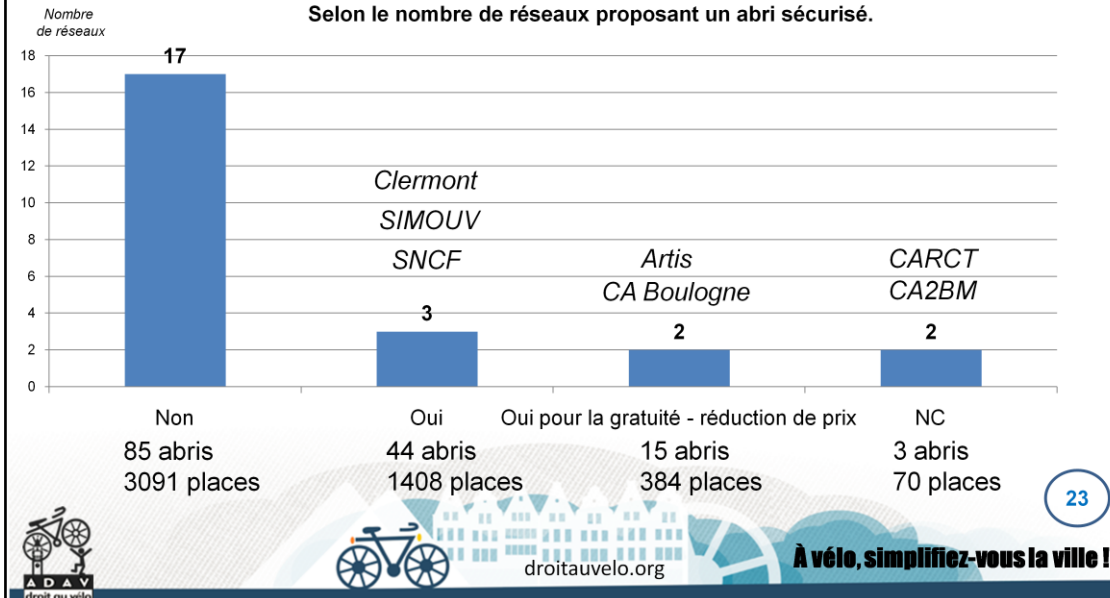 Nombre
de réseaux
Selon le nombre de réseaux proposant un abri sécurisé.
18
16
14
12
10
8
6
4
2
0
17
Clermont
SIMOUV
SNCF
3
Artis
CA Boulogne
2
CARCT
CA2BM
2
Non
Oui
Oui pour la gratuité - réduction de prix
NC
85 abris
3091 places
44 abris
1408 places
15 abris
384 places
3 abris
70 places
23
ADAV
droit au vélo
droitauvelo.org
À vélo, simplifiez-vous la ville !